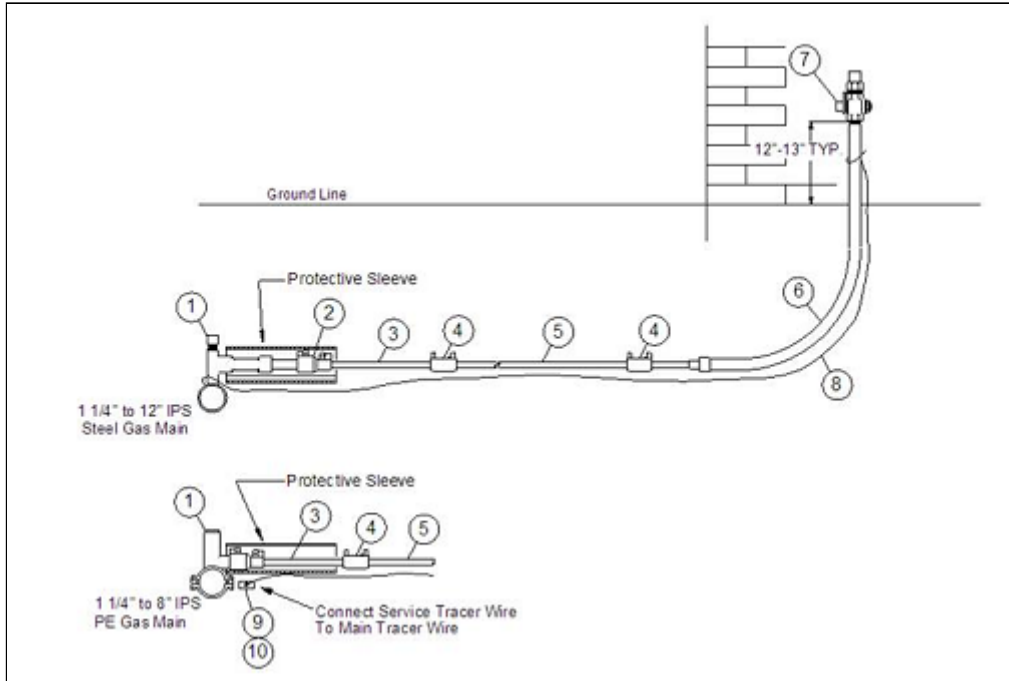 7
12"-13" TYP.
Ground Line
Protective Sleeve
1
2
3
4
5
4
6
8
1 1/4" to 12" IPS
Steel Gas Main
Protective Sleeve
1
3
4
5
1 1/4" to 8" IPS
PE Gas Main
9
10
Connect Service Tracer Wire
To Main Tracer Wire